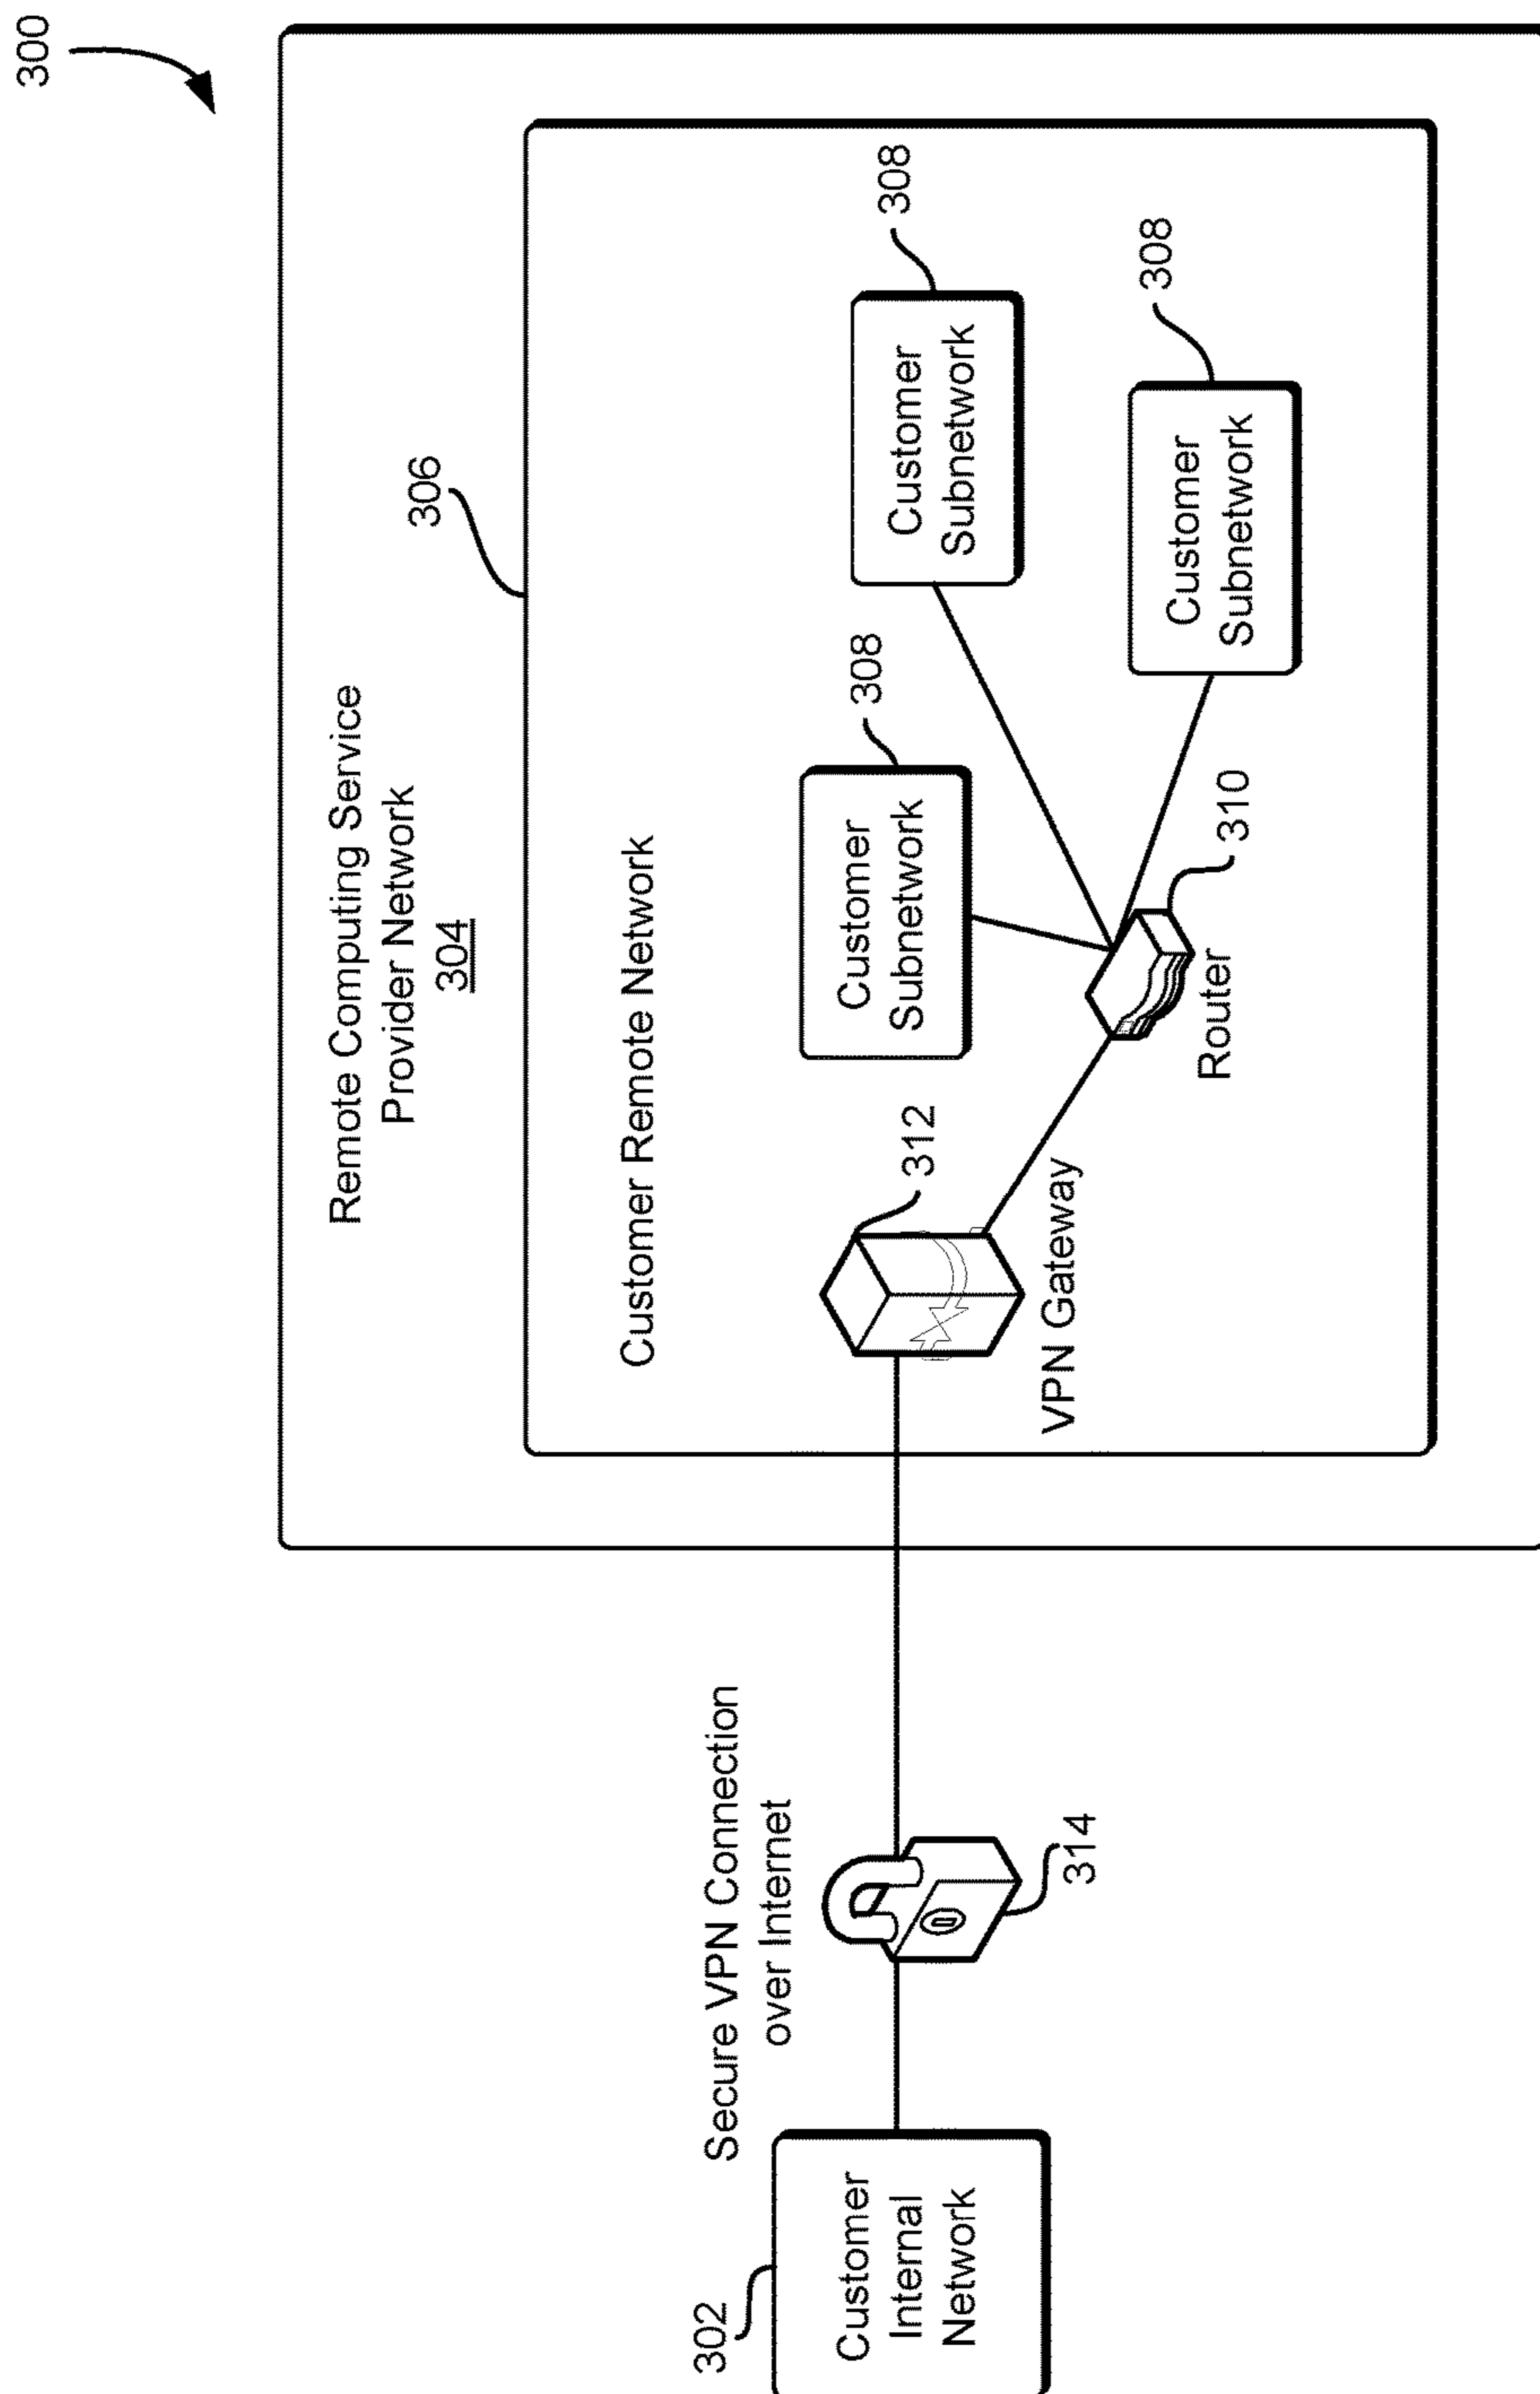 300
Remote Computing Service
Provider Network
304
306
Customer Remote Network
308
Customer
Subnetwork
308
Customer
Subnetwork
308
Customer
Subnetwork
312
VPN Gateway
310
Router
Secure VPN Connection
over Internet
314
302
Customer
Internal
Network